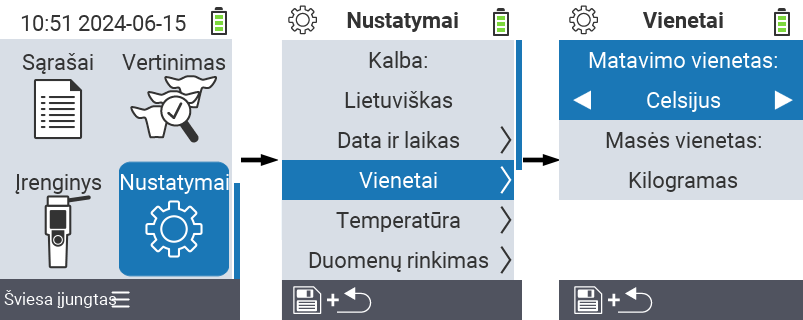 10:51 2024-06-15
Sąrašai
Vertinimas
Įrenginys
Nustatymai
Šviesa įjungtas
Nustatymai
Kalba:
Lietuviškas
Data ir laikas
Vienetai
Temperatūra
Duomenų rinkimas
+
Vienetai
Matavimo vienetas:
Celsijus
Masės vienetas:
Kilogramas
+